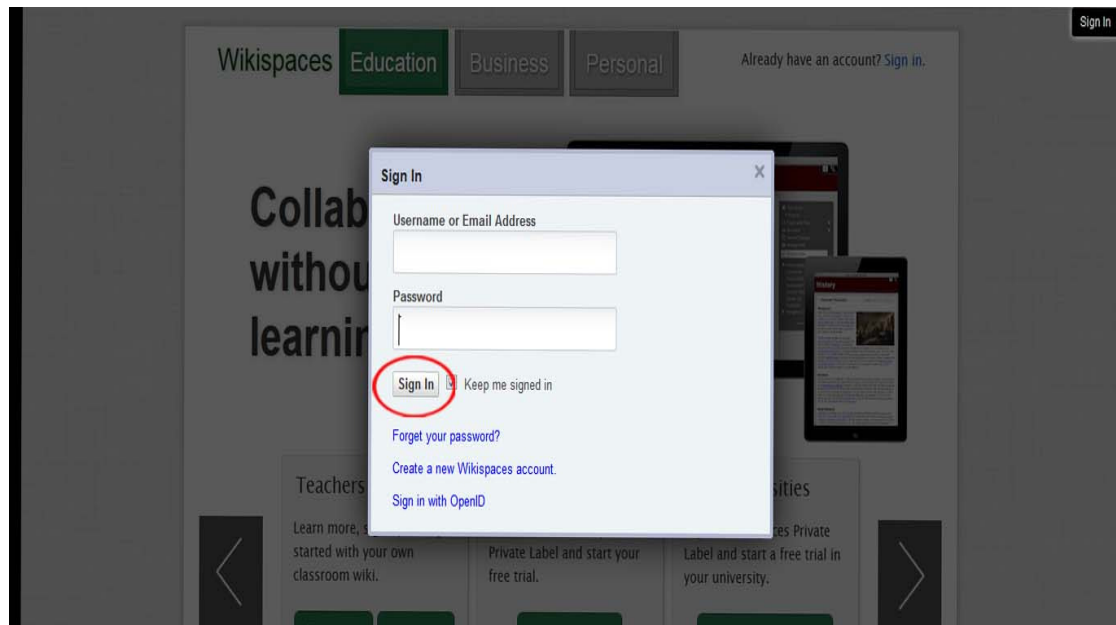 Sign In
Wikispaces Education Business Personal Already have an account? Sign in.
Sign In X
Collab
Username or Email Address
withou
Password
learnin
Sign In Keep me signed in
Forget your password?
Create a new Wikispaces account.
Sign in with OpenID
Teachers
Learn more,
started with your own
classroom wiki.
Private Label and start your
free trial.
sities
ces Private
Label and start a free trial in
your university.
History